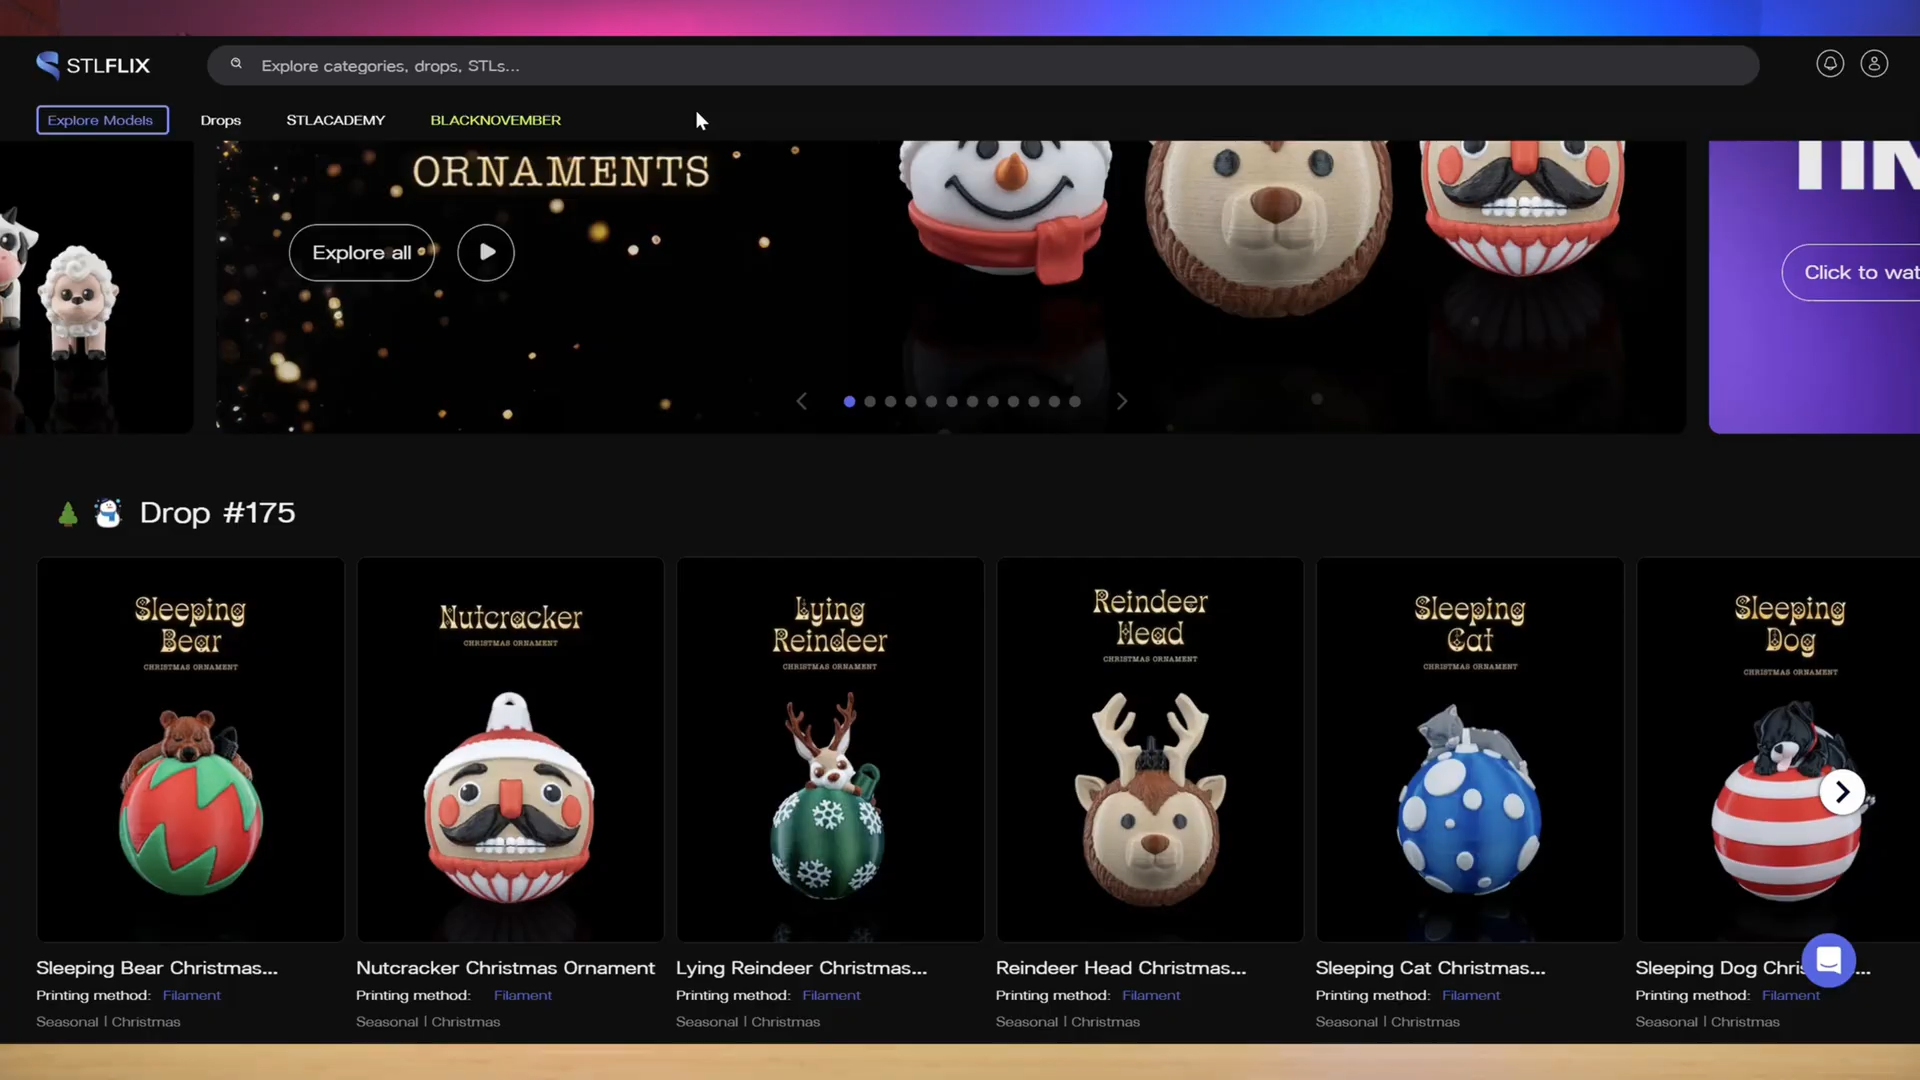 STLFLIX
Explore categories, drops, STLs...
Explore Models
Drops
STLACADEMY
BLACKNOVEMBER
ORNAMENTS
Explore all
Click to wat
Drop #175
Sleeping
Bear
CHRISTMAS ORNAMENT
Nutcracker
CHRISTMAS ORNAMENT
Lying
Reindeer
CHRISTMAS ORNAMENT
Reindeer
Head
CHRISTMAS ORNAMENT
Sleeping
Cat
CHRISTMAS ORNAMENT
Sleeping
Dog
CHRISTMAS ORNAMENT
Sleeping Bear Christmas...
Printing method: Filament
Seasonal | Christmas
Nutcracker Christmas Ornament
Printing method: Filament
Seasonal | Christmas
Lying Reindeer Christmas...
Printing method: Filament
Seasonal | Christmas
Reindeer Head Christmas...
Printing method: Filament
Seasonal | Christmas
Sleeping Cat Christmas...
Printing method: Filament
Seasonal | Christmas
Sleeping Dog Chris...
Printing method: Filament
Seasonal | Christmas